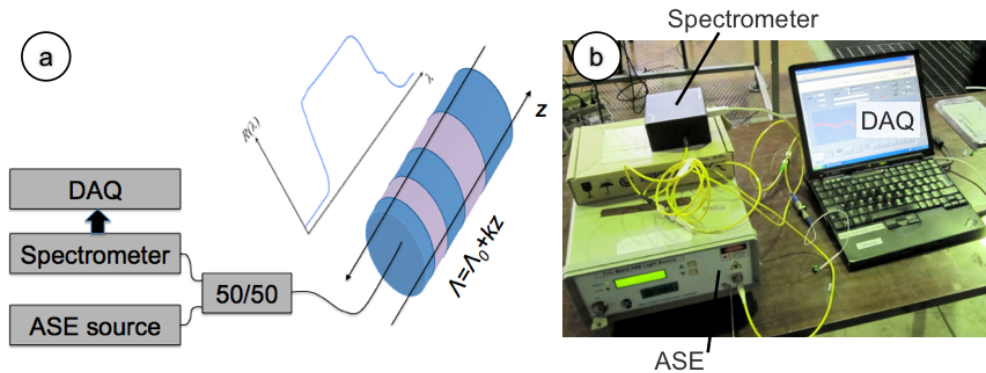 a
R(λ)
λ
z
Λ=Λ₀+kz
DAQ
Spectrometer
50/50
ASE source
Spectrometer
b
DAQ
ASE